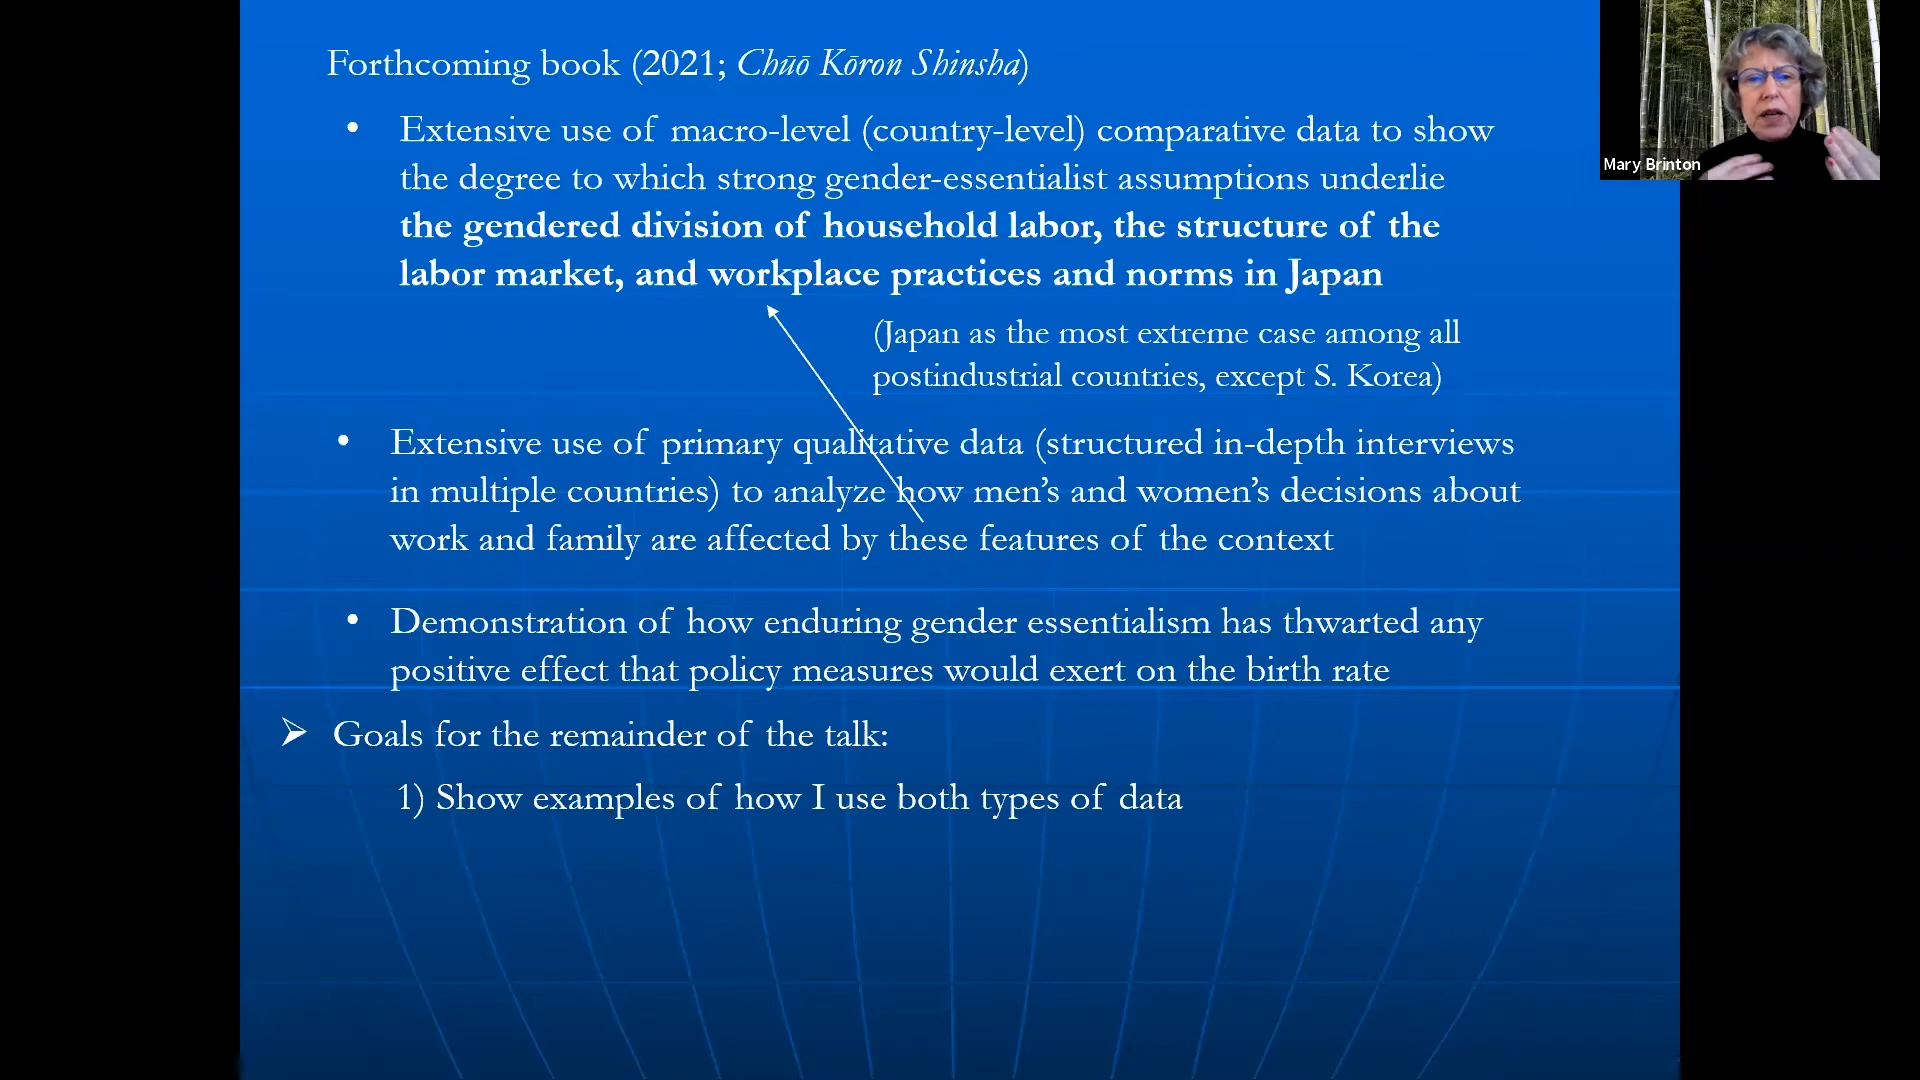 Forthcoming book (2021; Chūō Kōron Shinsha)
• Extensive use of macro-level (country-level) comparative data to show
the degree to which strong gender-essentialist assumptions underlie
the gendered division of household labor, the structure of the
labor market, and workplace practices and norms in Japan
(Japan as the most extreme case among all
postindustrial countries, except S. Korea)
• Extensive use of primary qualitative data (structured in-depth interviews
in multiple countries) to analyze how men’s and women’s decisions about
work and family are affected by these features of the context
• Demonstration of how enduring gender essentialism has thwarted any
positive effect that policy measures would exert on the birth rate
➢ Goals for the remainder of the talk:
1) Show examples of how I use both types of data
Mary Brinton